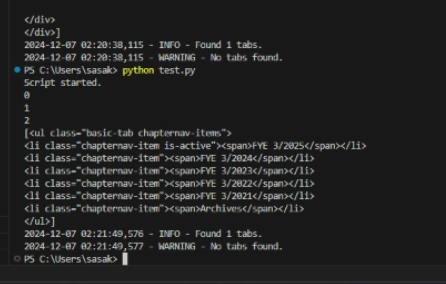 </div>
</div>]
2024-12-07 02:20:38,115 - INFO - Found 1 tabs.
2024-12-07 02:20:38,115 - WARNING - No tabs found.
PS C:\Users\sasak> python test.py
Script started.
0
1
2
[<ul class="basic-tab chapternav-items">
<li class="chapternav-item is-active"><span>FYE 3/2025</span></li>
<li class="chapternav-item"><span>FYE 3/2024</span></li>
<li class="chapternav-item"><span>FYE 3/2023</span></li>
<li class="chapternav-item"><span>FYE 3/2022</span></li>
<li class="chapternav-item"><span>FYE 3/2021</span></li>
<li class="chapternav-item"><span>Archives</span></li>
</ul>]
2024-12-07 02:21:49,576 - INFO - Found 1 tabs.
2024-12-07 02:21:49,577 - WARNING - No tabs found.
PS C:\Users\sasak>